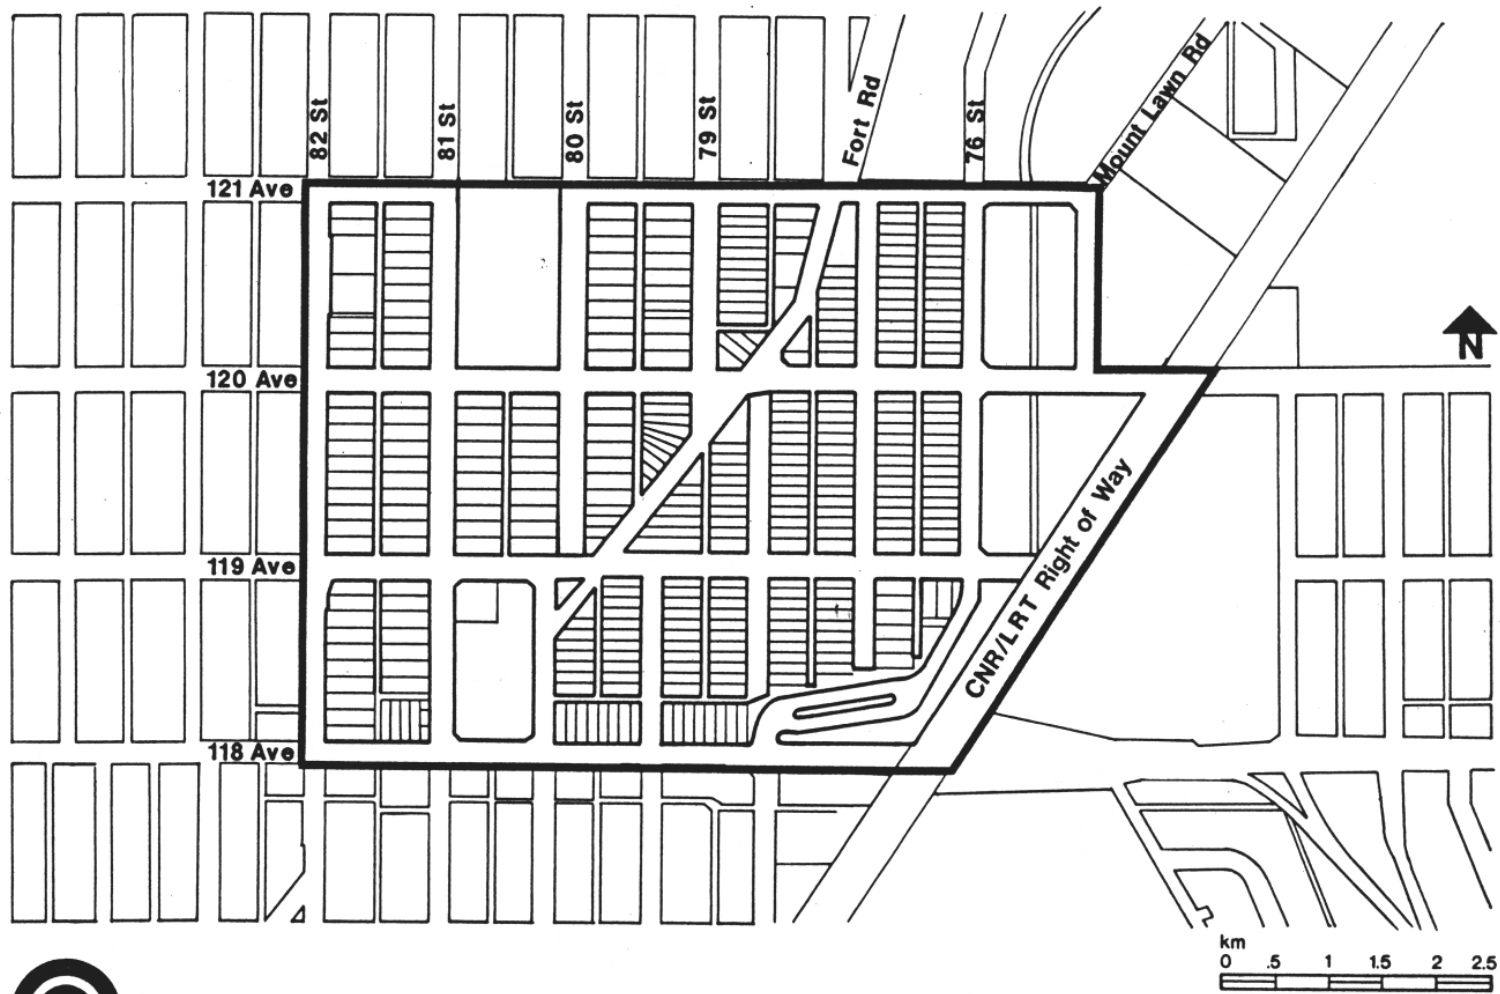 82 St
81 St
80 St
79 St
Fort Rd
76 St
Mount Lawn Rd
121 Ave
120 Ave
N
119 Ave
CNR/LRT Right of Way
118 Ave
km
0 .5 1 1.5 2 2.5